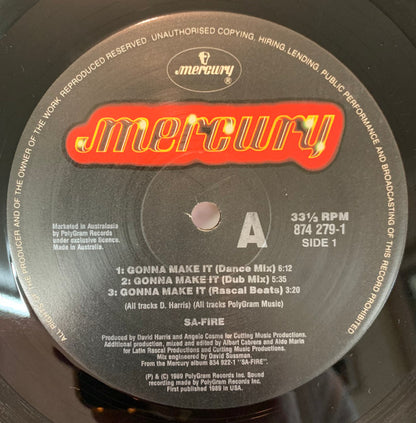 ALL RIGHTS OF THE PRODUCER AND OF THE OWNER OF THE WORK REPRODUCED RESERVED. UNAUTHORISED COPYING, HIRING, LENDING, PUBLIC PERFORMANCE AND BROADCASTING OF THIS RECORD PROHIBITED.
mercury
mercury
Marketed in Australasia
by PolyGram Records
under exclusive licence.
Made in Australia.
A
33⅓ RPM
874 279-1
SIDE 1
1: GONNA MAKE IT (Dance Mix) 6:12
2: GONNA MAKE IT (Dub Mix) 5:35
3: GONNA MAKE IT (Rascal Beats) 3:20
(All tracks D. Harris) (All tracks PolyGram Music)
SA-FIRE
Produced by David Harris and Angelo Cosme for Cutting Music Productions.
Additional production, mixed and edited by Albert Cabrera and Aldo Marin
for Latin Rascal Productions and Cutting Music Productions.
Mix engineered by David Sussman.
From the Mercury album 834 922-1 "SA-FIRE".
(P) & (C) 1989 PolyGram Records Inc. Sound
recording made by PolyGram Records Inc.
First published 1989 in USA.